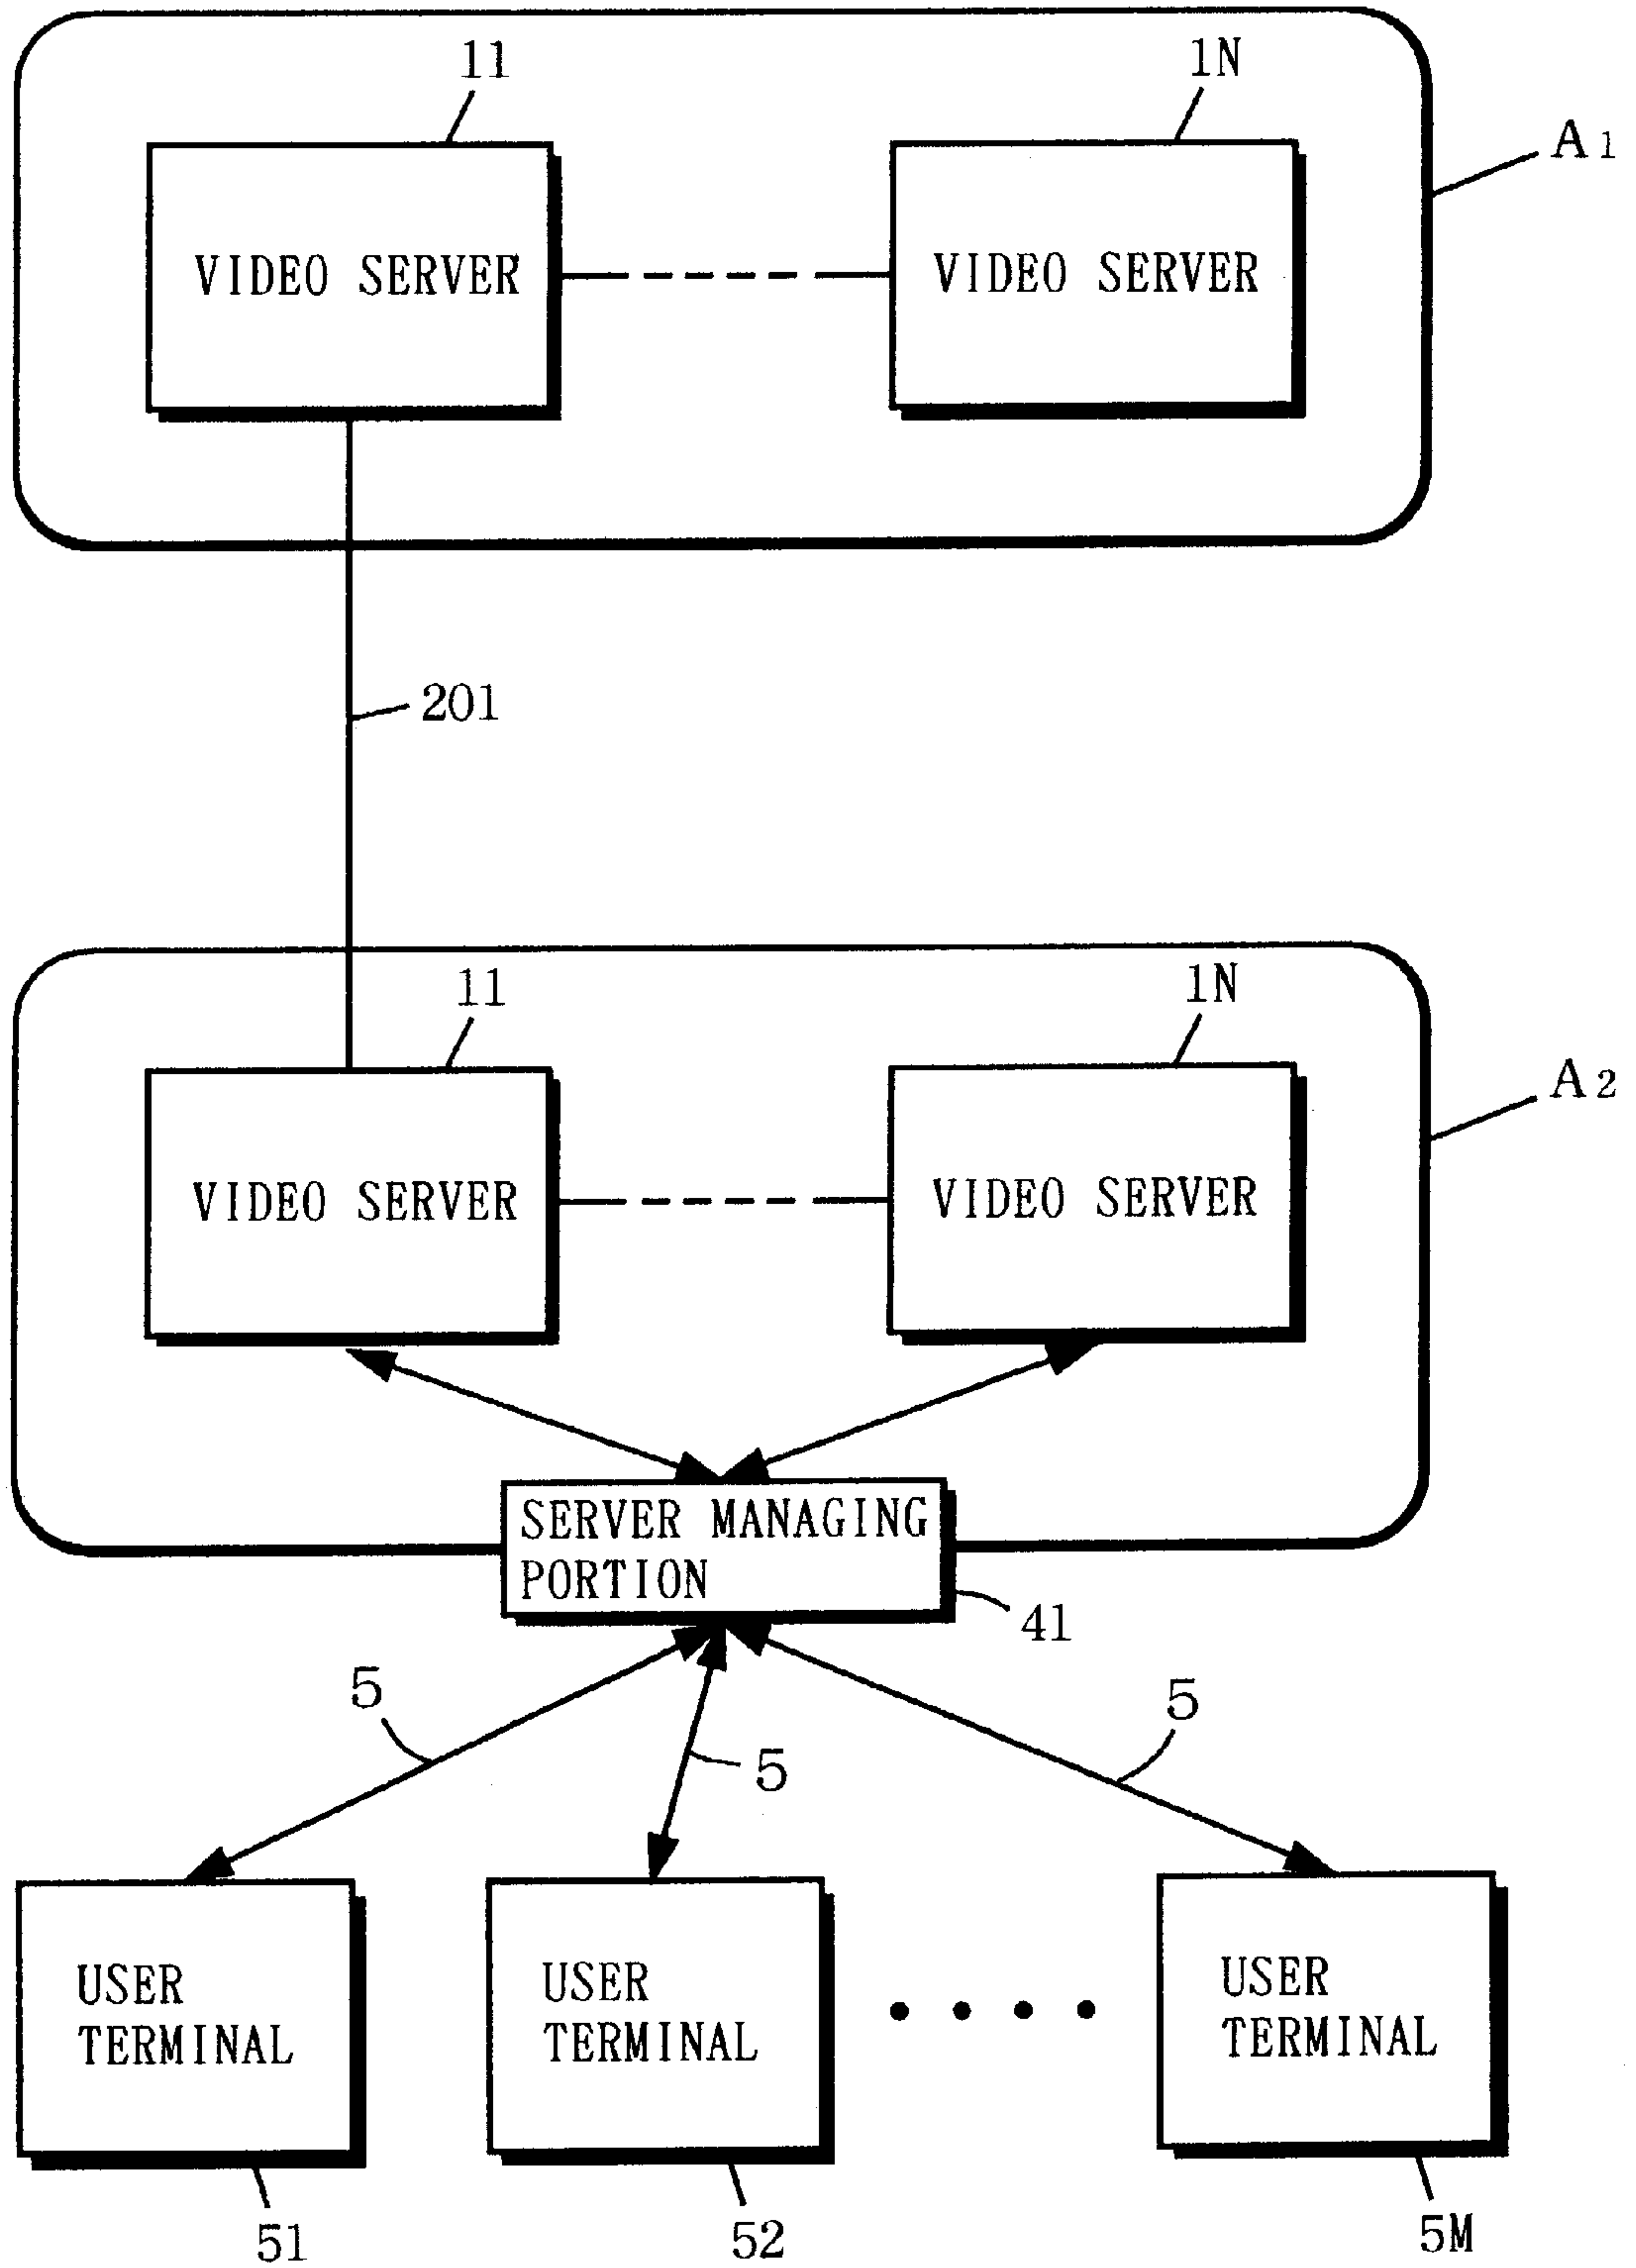 11
1N
A1
VIDEO SERVER
VIDEO SERVER
201
11
1N
A2
VIDEO SERVER
VIDEO SERVER
SERVER MANAGING
PORTION
41
5
5
5
USER
TERMINAL
USER
TERMINAL
USER
TERMINAL
51
52
5M